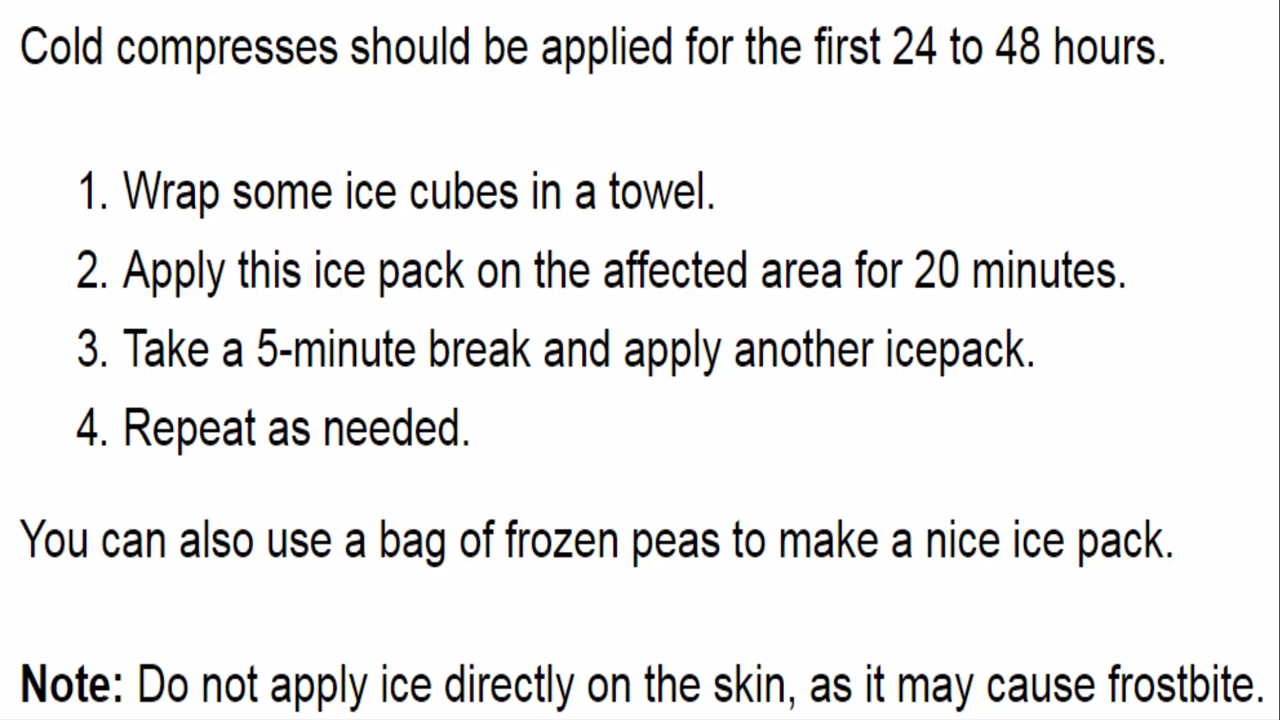 Cold compresses should be applied for the first 24 to 48 hours.
1. Wrap some ice cubes in a towel.
2. Apply this ice pack on the affected area for 20 minutes.
3. Take a 5-minute break and apply another icepack.
4. Repeat as needed.
You can also use a bag of frozen peas to make a nice ice pack.
Note: Do not apply ice directly on the skin, as it may cause frostbite.